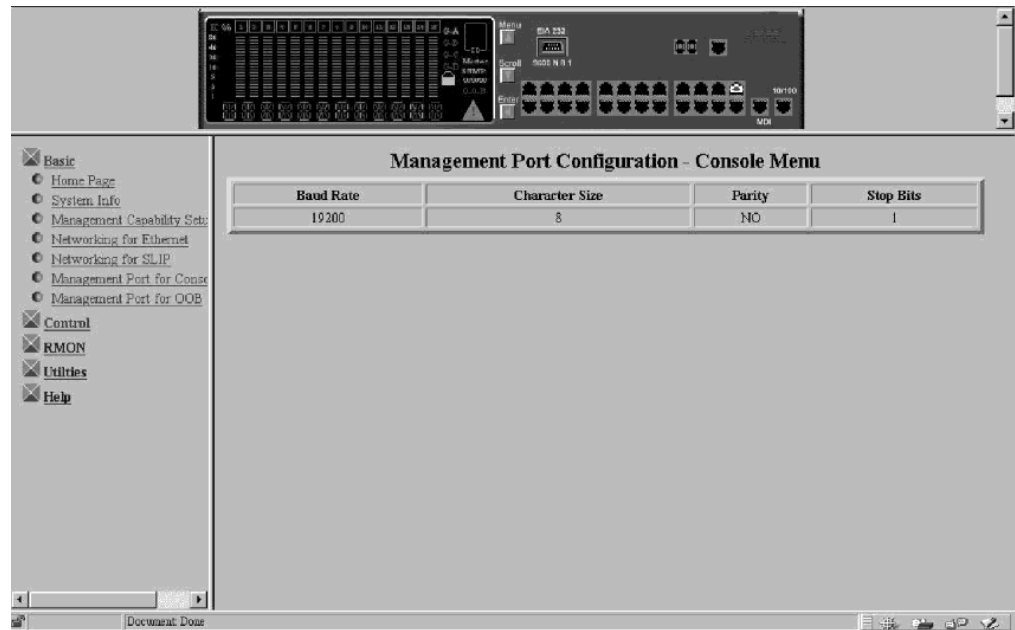 Menu
EIA 232
Scroll
Enter
10/100
MDI
Basic
Home Page
System Info
Management Capability Setu
Networking for Ethernet
Networking for SLIP
Management Port for Conso
Management Port for OOB
Control
RMON
Utilties
Help
Management Port Configuration - Console Menu
Baud Rate Character Size Parity Stop Bits
19200 8 NO 1
Document: Done